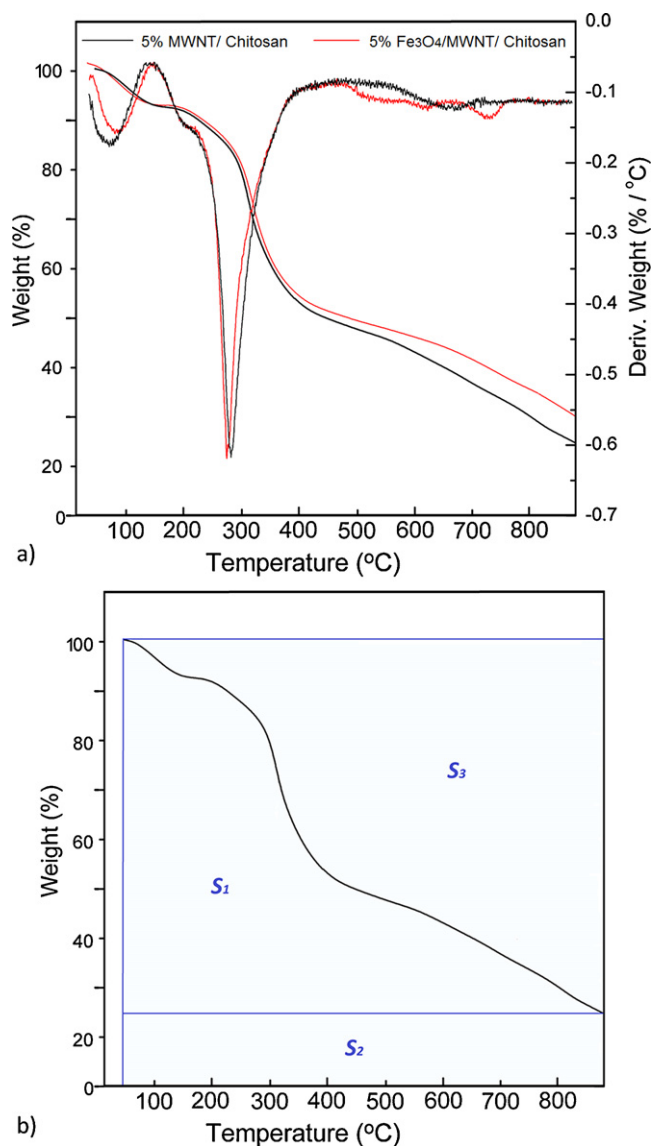 5% MWNT/ Chitosan 5% Fe₃O₄/MWNT/ Chitosan
Weight (%)
100
80
60
40
20
0
0.0
-0.1
-0.2
-0.3
-0.4
-0.5
-0.6
-0.7
Deriv. Weight (% / °C)
100 200 300 400 500 600 700 800
Temperature (°C)
a)
Weight (%)
100
80
60
40
20
0
S₃
S₁
S₂
100 200 300 400 500 600 700 800
Temperature (°C)
b)